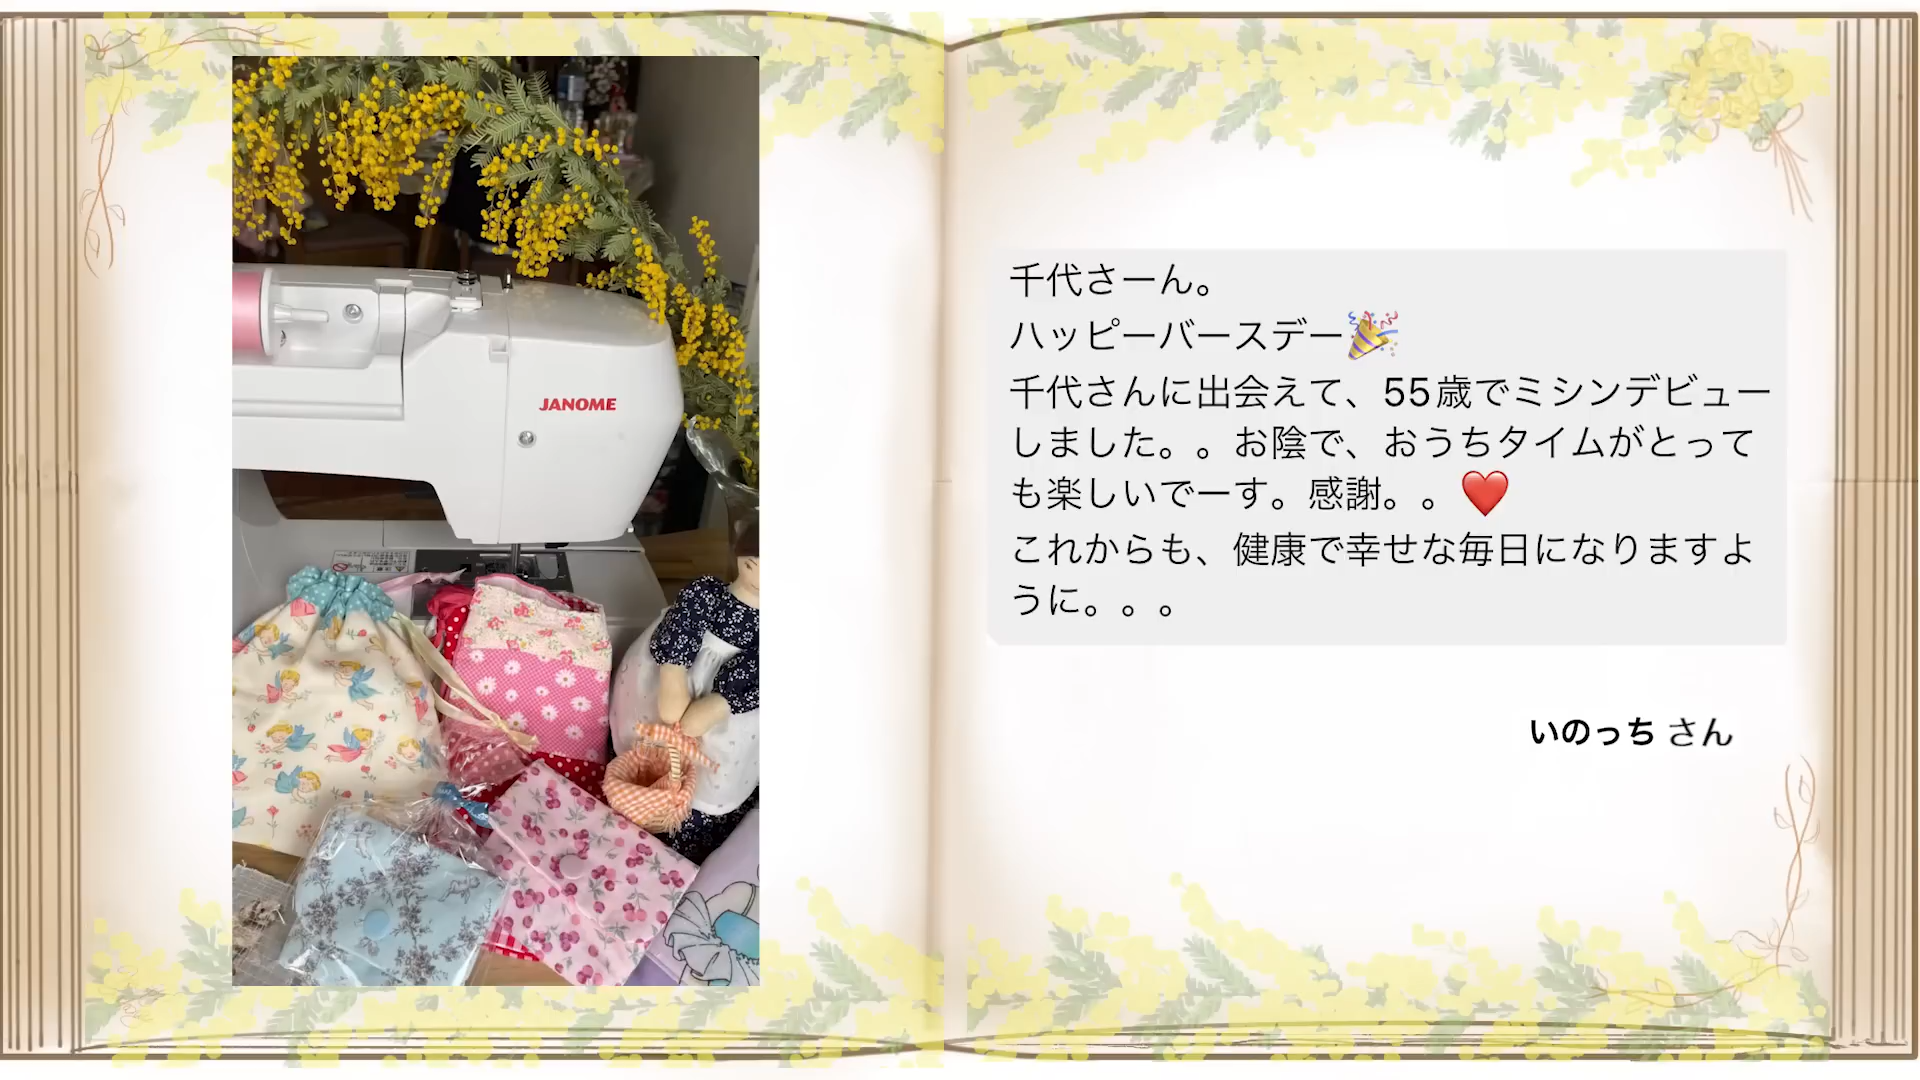 JANOME
千代さーん。
ハッピーバースデー🎉
千代さんに出会えて、55歳でミシンデビュー
しました。。お陰で、おうちタイムがとって
も楽しいでーす。感謝。。❤️
これからも、健康で幸せな毎日になりますよ
うに。。。
いのっち さん